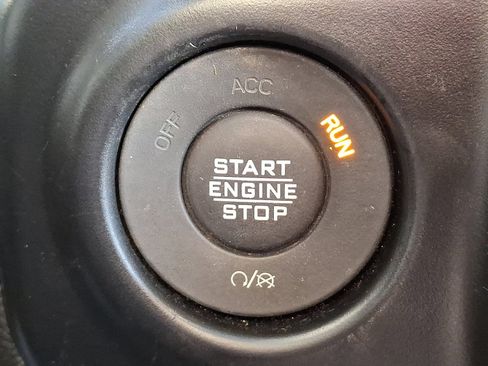 ACC
OFF
RUN
START
ENGINE
STOP